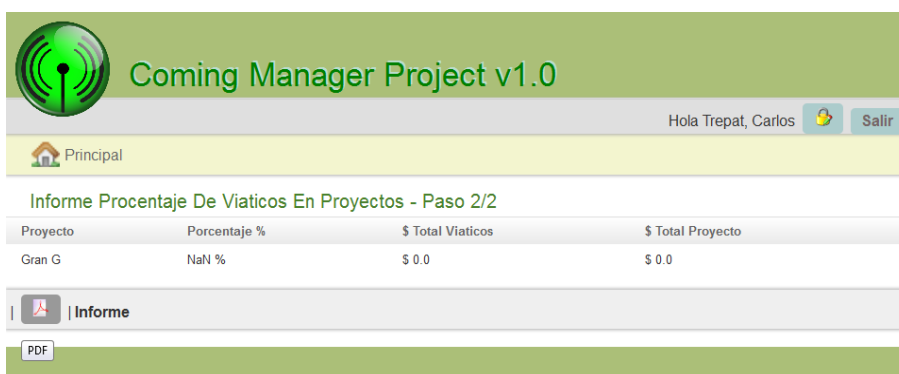 Coming Manager Project v1.0
Hola Trepat, Carlos Salir
Principal
Informe Procentaje De Viaticos En Proyectos - Paso 2/2
Proyecto Porcentaje % $ Total Viaticos $ Total Proyecto
Gran G NaN % $ 0.0 $ 0.0
| | Informe
PDF